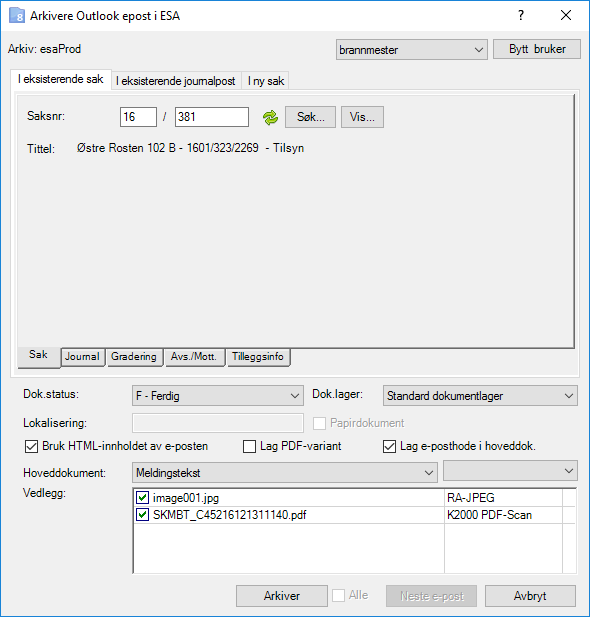 Arkivere Outlook epost i ESA
Arkiv: esaProd
brannmester
Bytt bruker
I eksisterende sak
I eksisterende journalpost
I ny sak
Saksnr:
16 / 381
Søk...
Vis...
Tittel: Østre Rosten 102 B - 1601/323/2269 - Tilsyn
Sak
Journal
Gradering
Avs./Mott.
Tilleggsinfo
Dok.status: F - Ferdig
Dok.lager: Standard dokumentlager
Lokalisering:
Papirdokument
Bruk HTML-innholdet av e-posten
Lag PDF-variant
Lag e-posthode i hoveddok.
Hoveddokument: Meldingstekst
Vedlegg:
image001.jpg RA-JPEG
SKMBT_C45216121311140.pdf K2000 PDF-Scan
Arkiver
Alle
Neste e-post
Avbryt